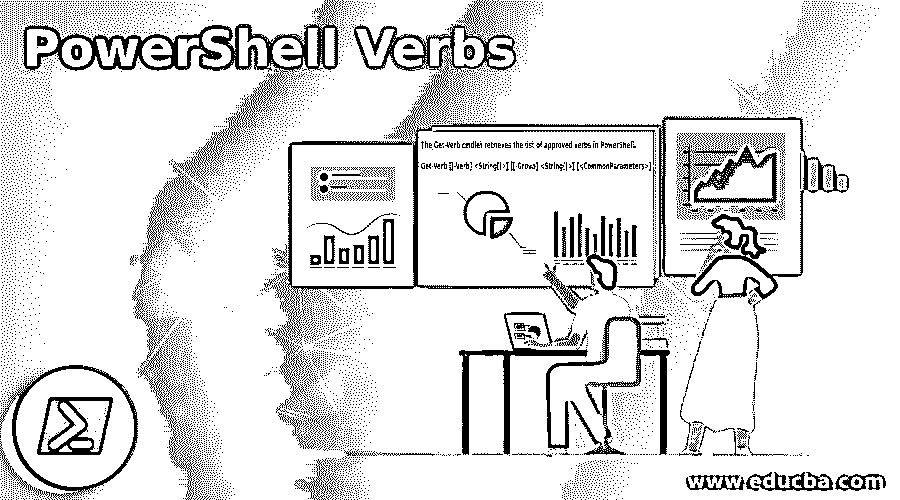 PowerShell Verbs
The Get-Verb cmdlet retrieves the list of approved verbs in PowerShell.
Get-Verb [[-Verb] <String[]>] [[-Group] <String[]>] [<CommonParameters>]
www.educba.com